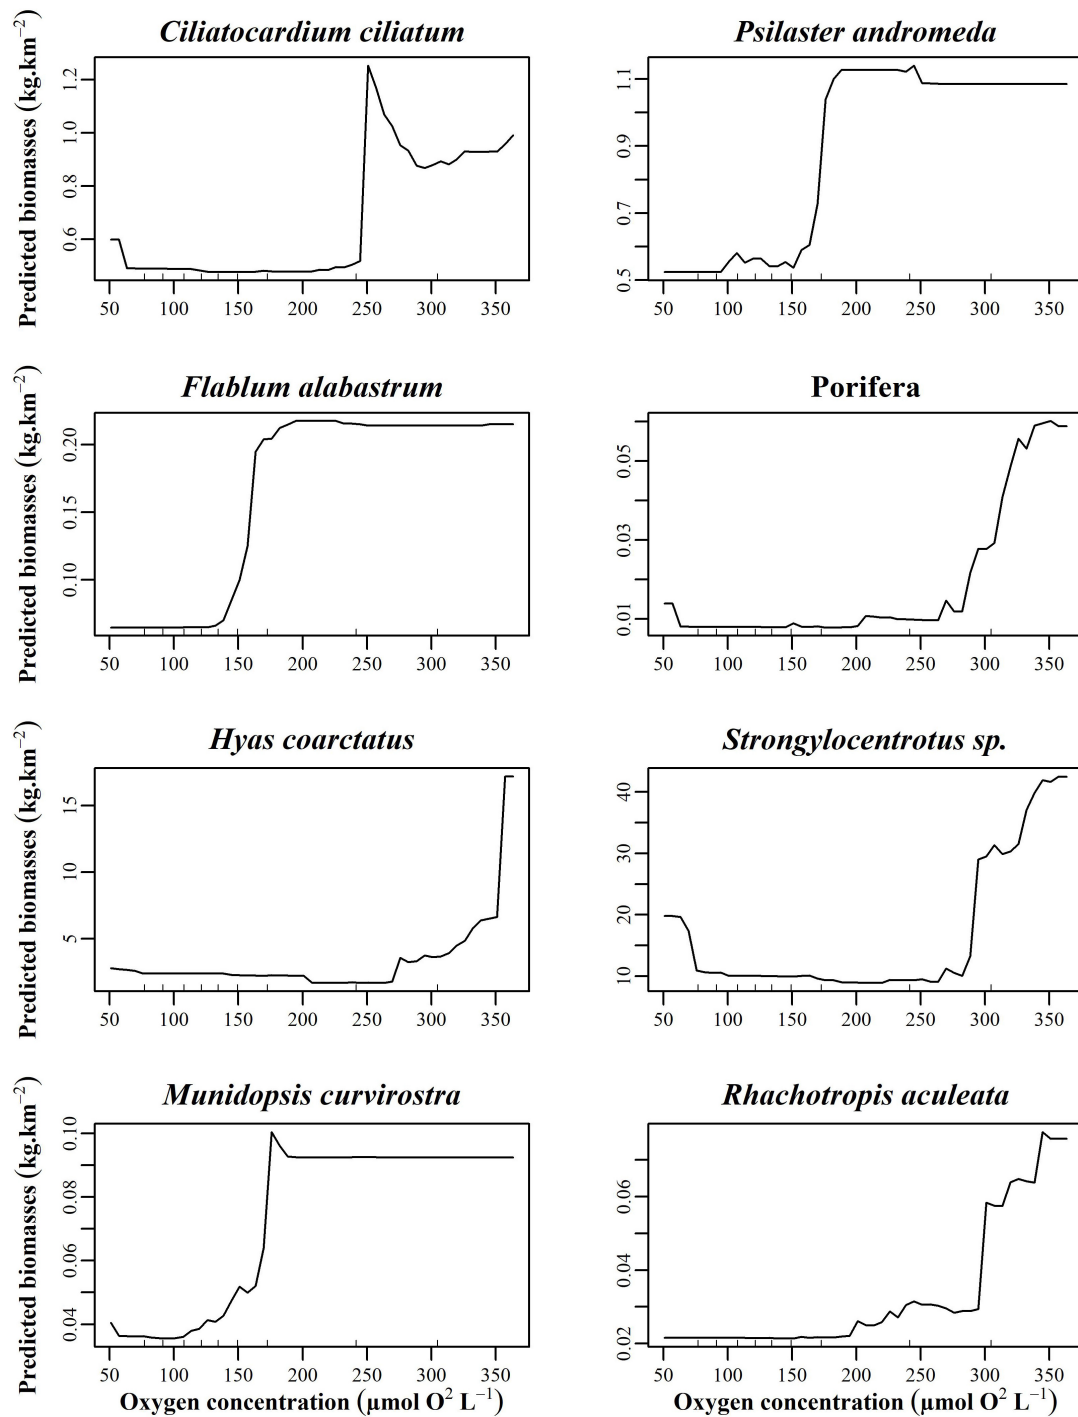 Ciliatocardium ciliatum
Psilaster andromeda
Predicted biomasses (kg.km⁻²)
0.6 0.8 1.0 1.2
50 100 150 200 250 300 350
0.5 0.7 0.9 1.1
50 100 150 200 250 300 350
Flablum alabastrum
Porifera
Predicted biomasses (kg.km⁻²)
0.10 0.15 0.20
50 100 150 200 250 300 350
0.01 0.03 0.05
50 100 150 200 250 300 350
Hyas coarctatus
Strongylocentrotus sp.
Predicted biomasses (kg.km⁻²)
5 10 15
50 100 150 200 250 300 350
10 20 30 40
50 100 150 200 250 300 350
Munidopsis curvirostra
Rhachotropis aculeata
Predicted biomasses (kg.km⁻²)
0.04 0.06 0.08 0.10
50 100 150 200 250 300 350
Oxygen concentration (µmol O² L⁻¹)
0.02 0.04 0.06
50 100 150 200 250 300 350
Oxygen concentration (µmol O² L⁻¹)